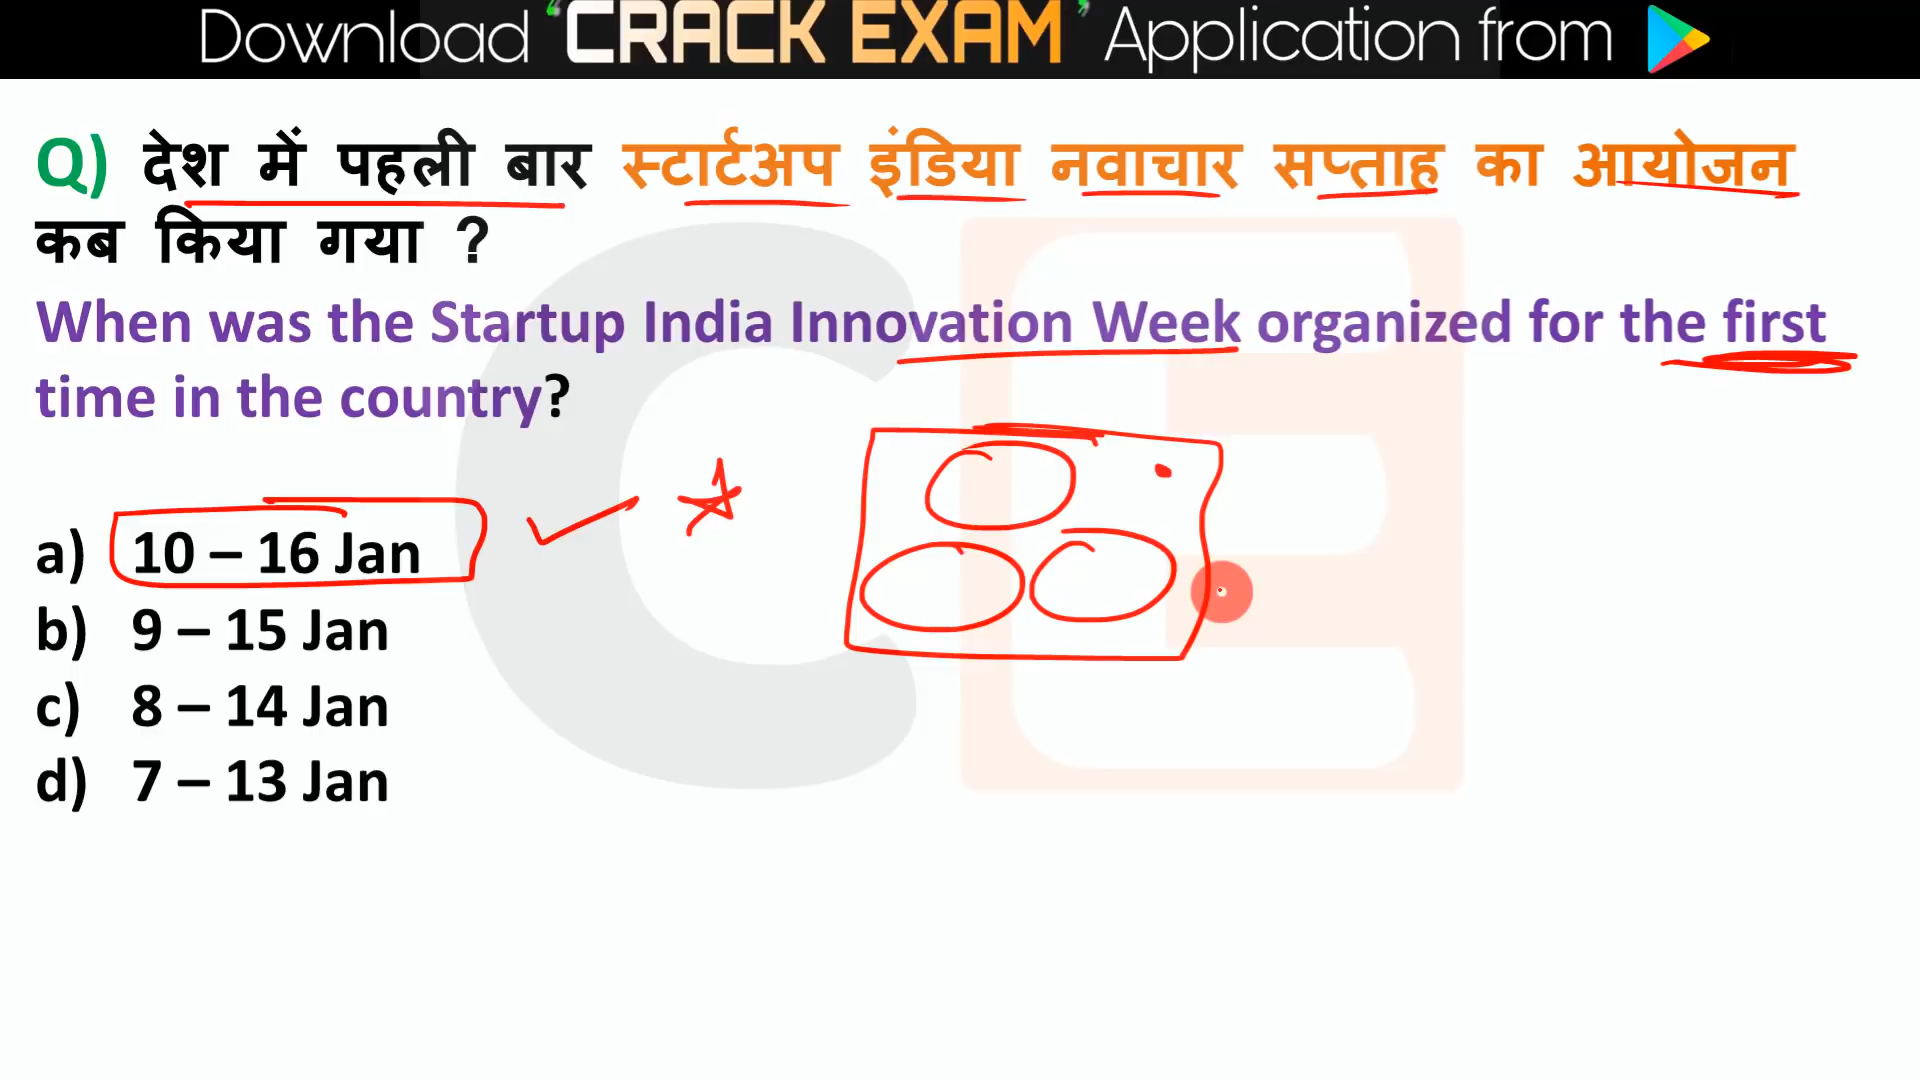 Download ‘CRACK EXAM’ Application from
Q) देश में पहली बार स्टार्टअप इंडिया नवाचार सप्ताह का आयोजन
कब किया गया ?
When was the Startup India Innovation Week organized for the first
time in the country?
a) 10 – 16 Jan
b) 9 – 15 Jan
c) 8 – 14 Jan
d) 7 – 13 Jan
CE